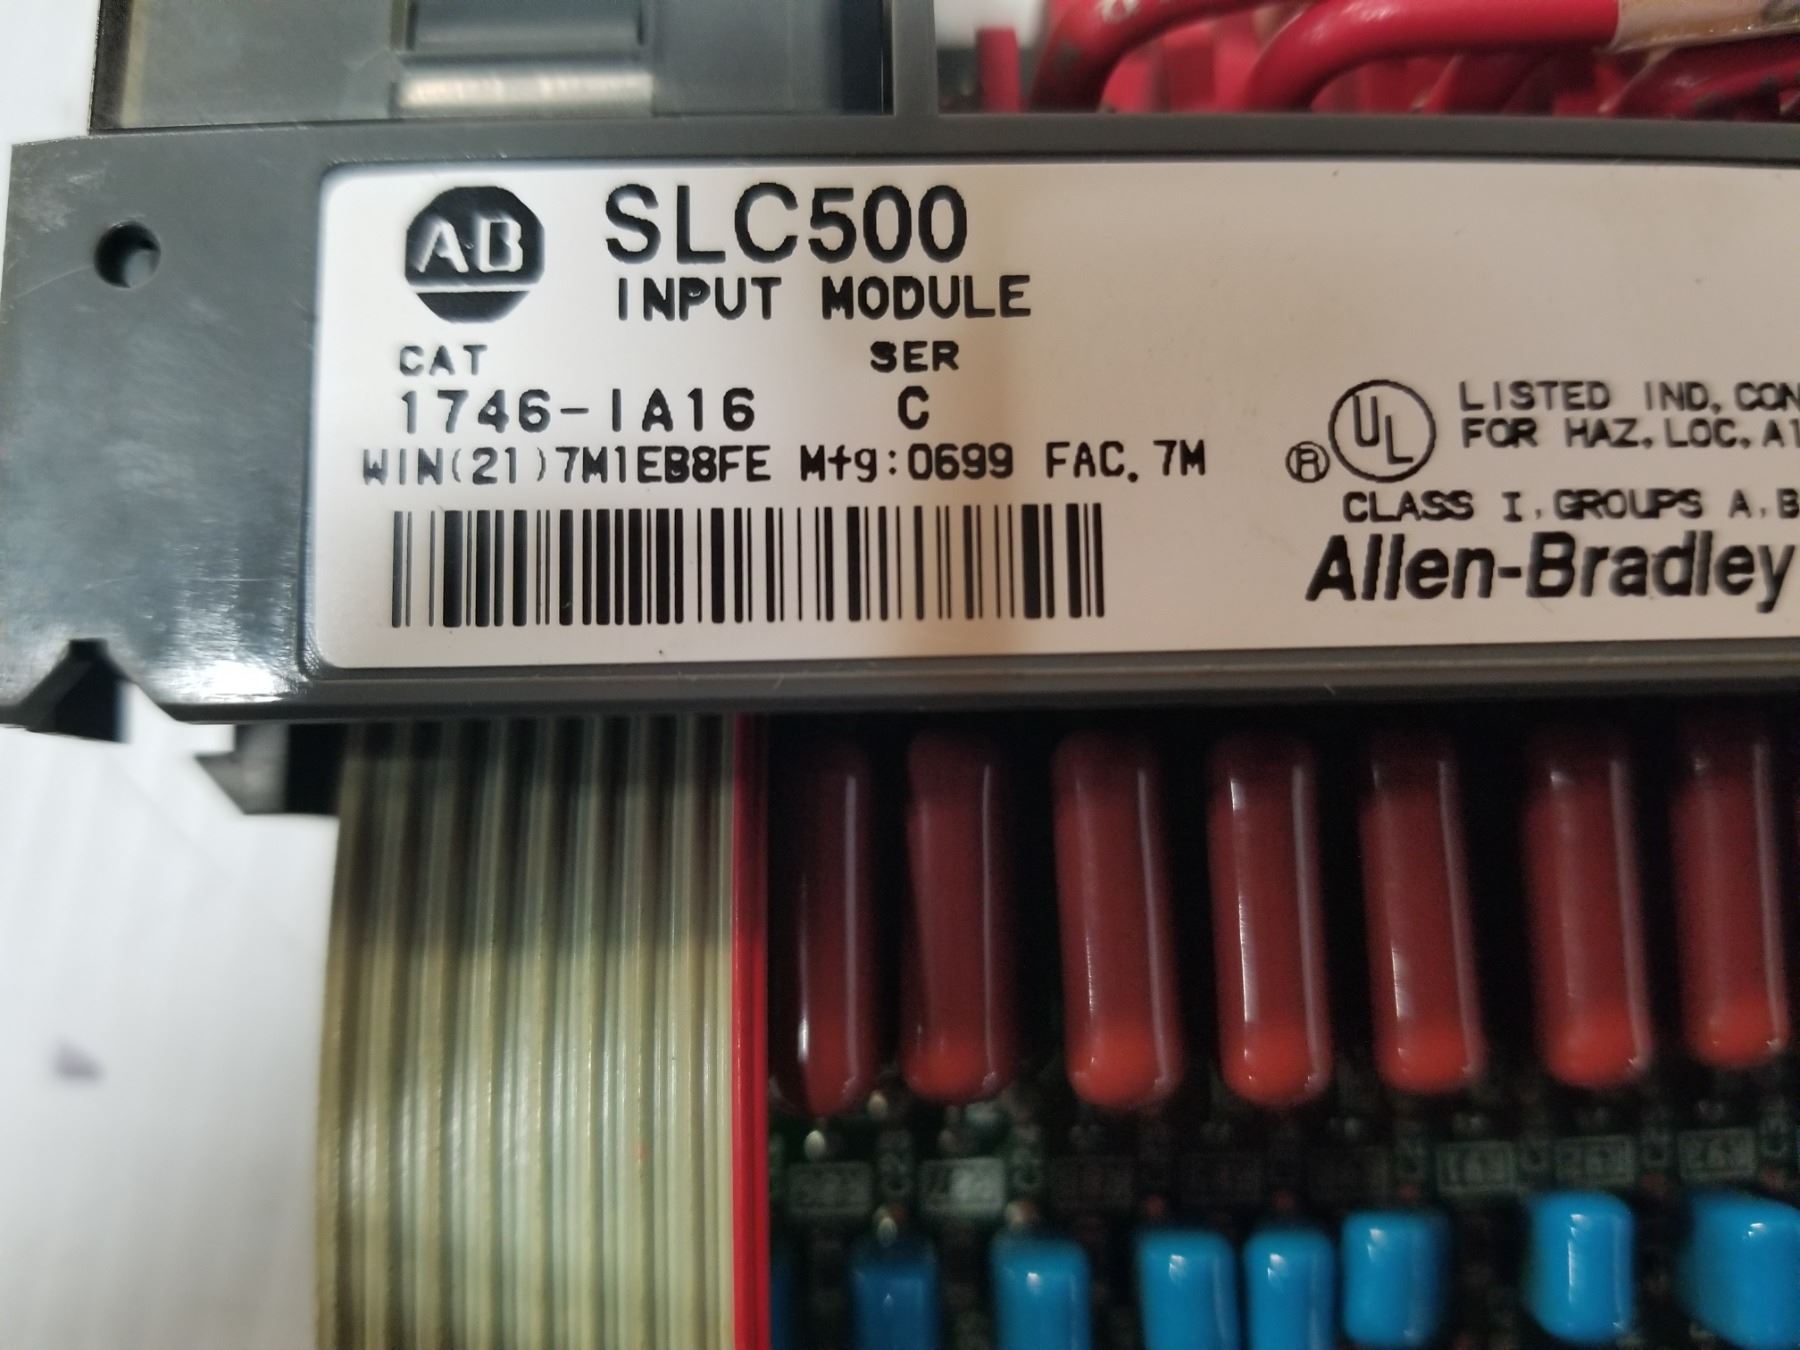 AB SLC500
INPUT MODULE
CAT SER
1746-IA16 C
WIN(21)7M1EB8FE Mfg:0699 FAC. 7M
UL LISTED IND. CON
FOR HAZ. LOC. A1
®
CLASS I, GROUPS A, B
Allen-Bradley